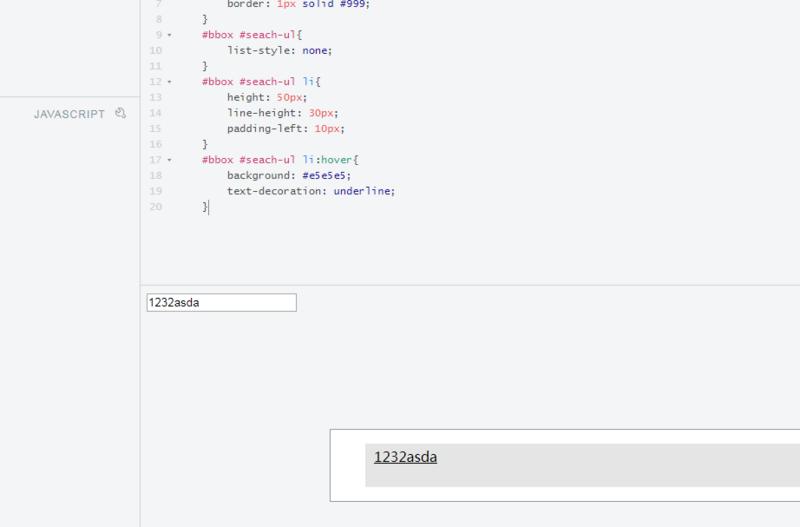 7 border: 1px solid #999;
8 }
9 #bbox #seach-ul{
10 list-style: none;
11 }
12 #bbox #seach-ul li{
13 height: 50px;
14 line-height: 30px;
15 padding-left: 10px;
16 }
17 #bbox #seach-ul li:hover{
18 background: #e5e5e5;
19 text-decoration: underline;
20 }
JAVASCRIPT
1232asda
1232asda